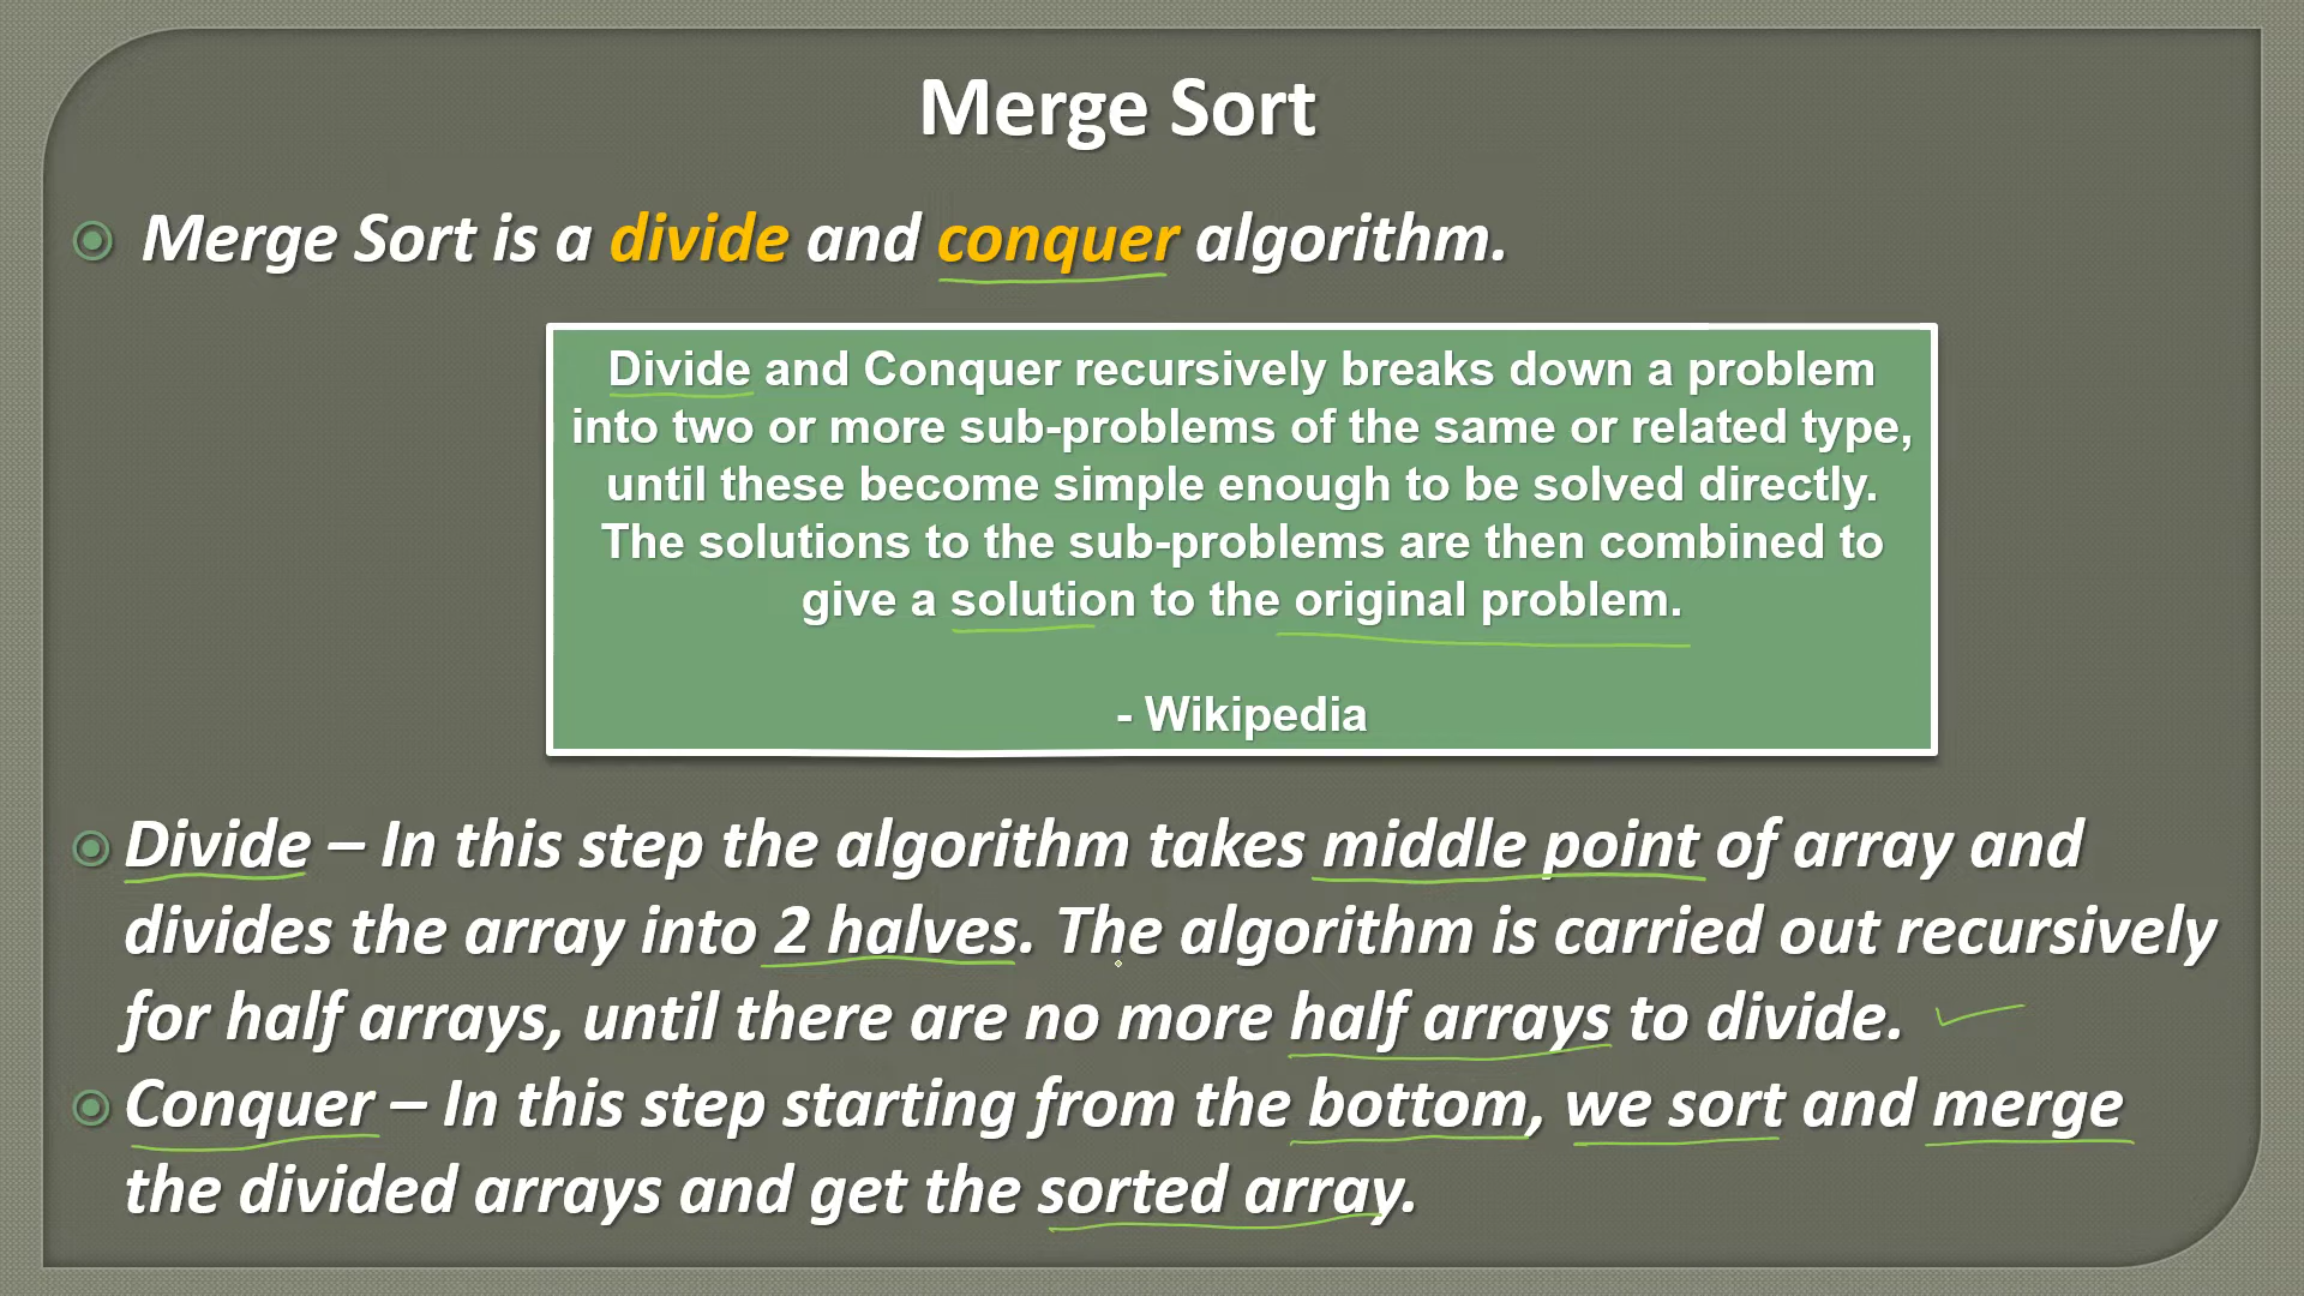 Merge Sort
Merge Sort is a divide and conquer algorithm.
Divide and Conquer recursively breaks down a problem
into two or more sub-problems of the same or related type,
until these become simple enough to be solved directly.
The solutions to the sub-problems are then combined to
give a solution to the original problem.
- Wikipedia
Divide – In this step the algorithm takes middle point of array and
divides the array into 2 halves. The algorithm is carried out recursively
for half arrays, until there are no more half arrays to divide.
Conquer – In this step starting from the bottom, we sort and merge
the divided arrays and get the sorted array.